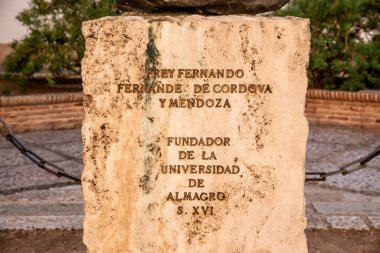 FREY FERNANDO
FERNANDEZ DE CORDOVA
Y MENDOZA
FUNDADOR
DE LA
UNIVERSIDAD
DE
ALMAGRO
S. XVI